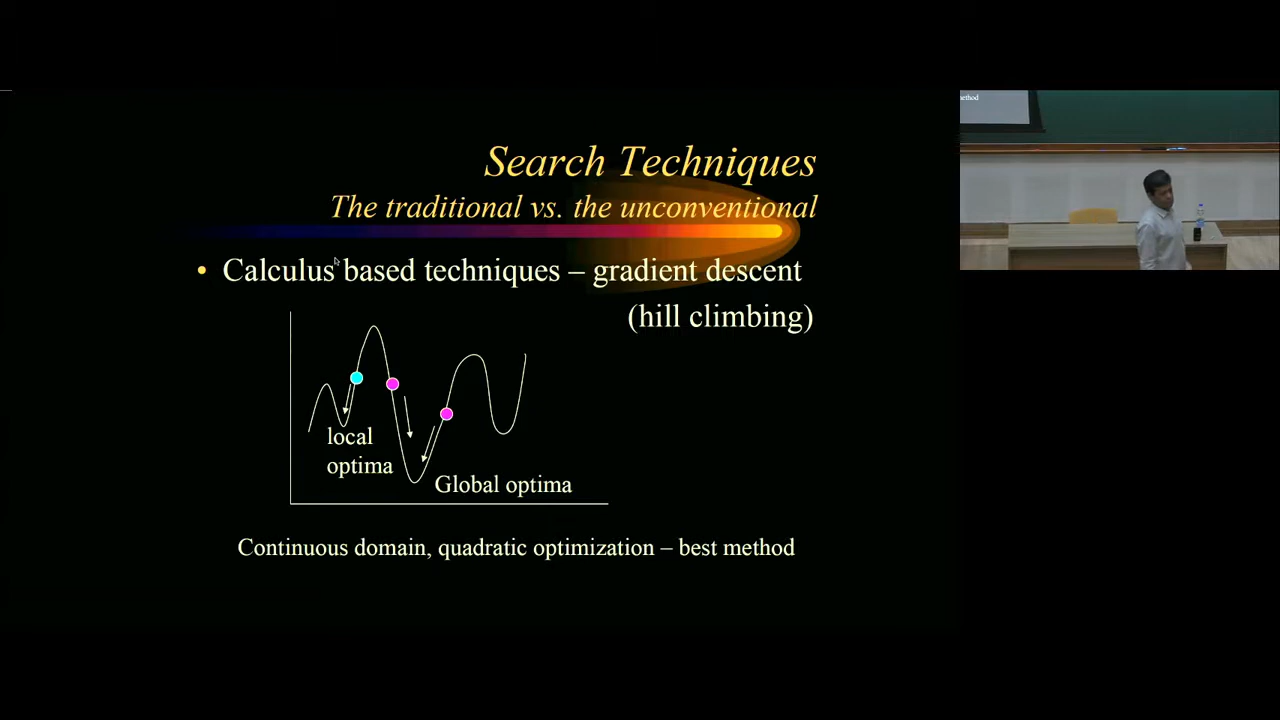 Search Techniques
The traditional vs. the unconventional
• Calculus based techniques – gradient descent
(hill climbing)
local
optima
Global optima
Continuous domain, quadratic optimization – best method
ethod